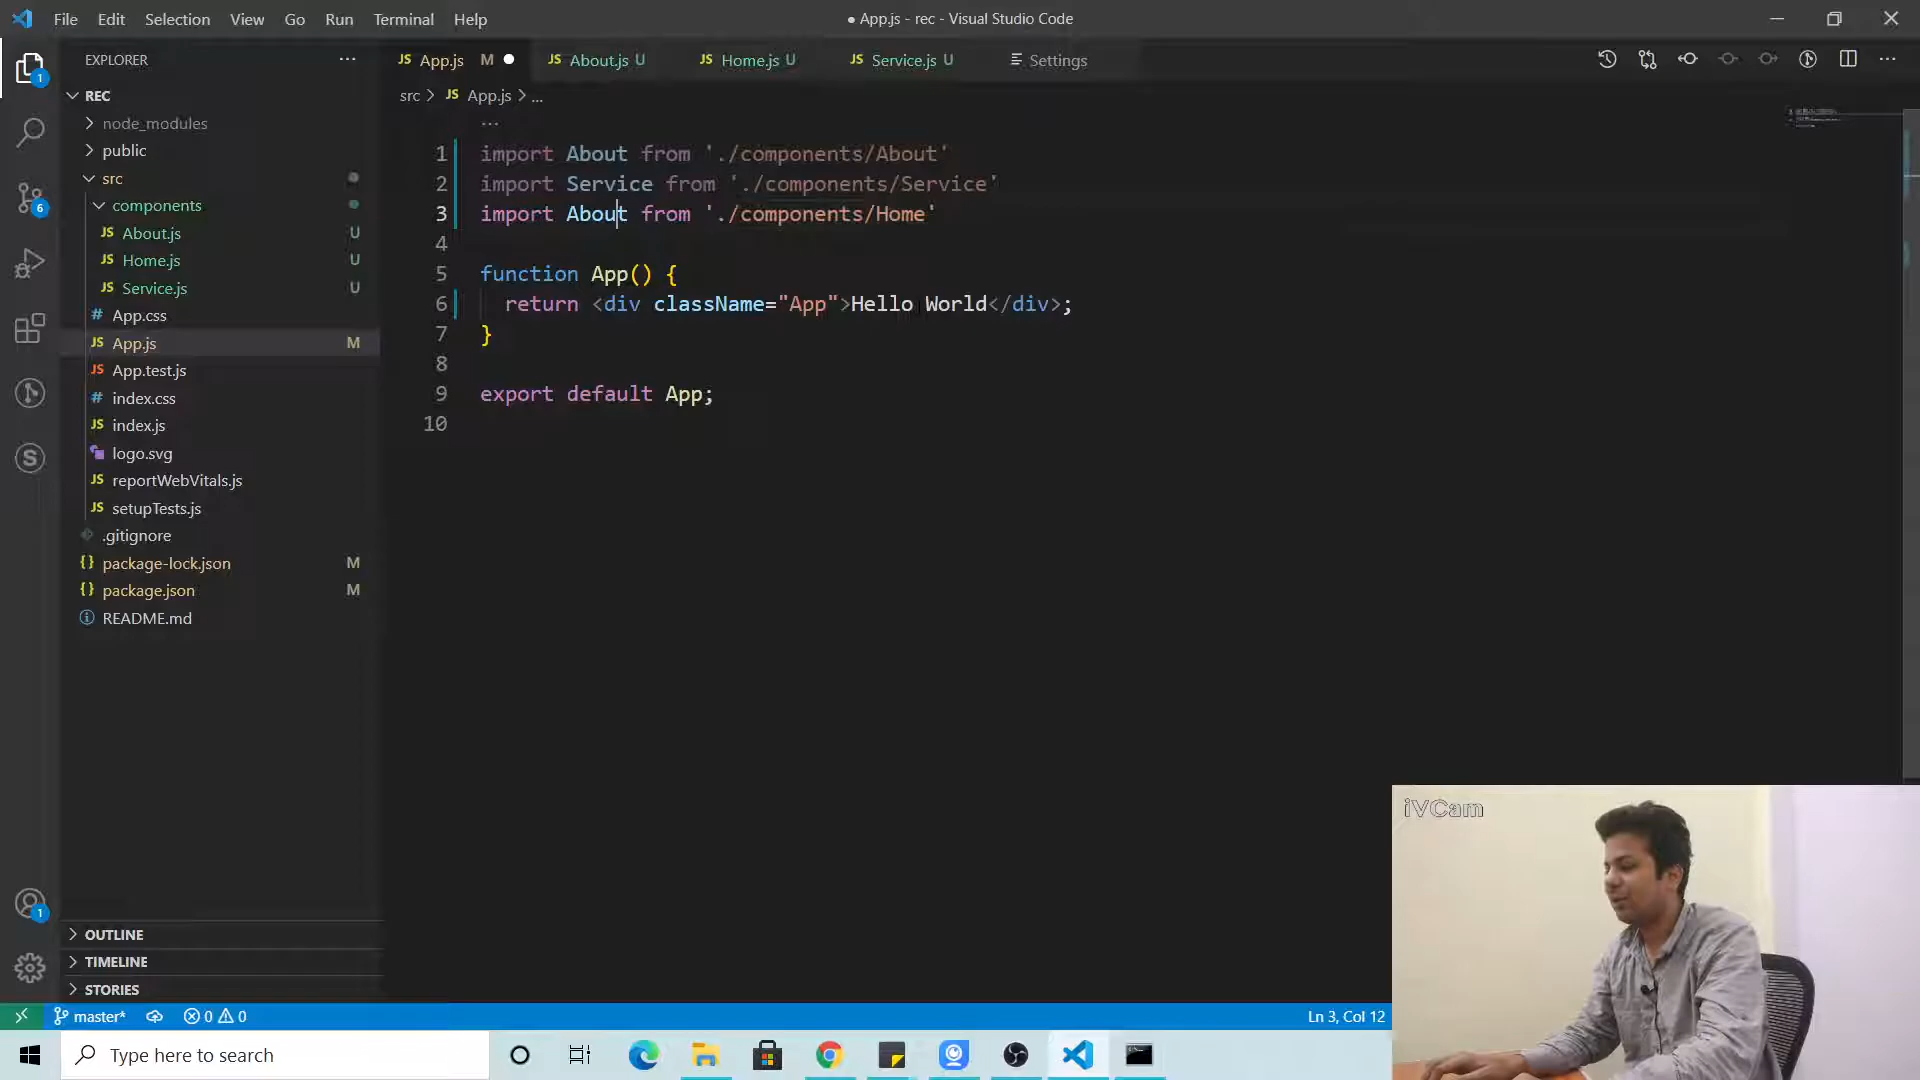 File Edit Selection View Go Run Terminal Help
● App.js - rec - Visual Studio Code
EXPLORER
JS App.js M
JS About.js U
JS Home.js U
JS Service.js U
Settings
src > JS App.js > ...
REC
node_modules
public
src
components
JS About.js U
JS Home.js U
JS Service.js U
# App.css
JS App.js M
JS App.test.js
# index.css
JS index.js
logo.svg
JS reportWebVitals.js
JS setupTests.js
.gitignore
{} package-lock.json M
{} package.json M
README.md
OUTLINE
TIMELINE
STORIES
...
1 import About from './components/About'
2 import Service from './components/Service'
3 import About from './components/Home'
4
5 function App() {
6 return <div className="App">Hello World</div>;
7 }
8
9 export default App;
10
1
6
S
1
iVCam
master*
0
0
Ln 3, Col 12
Type here to search